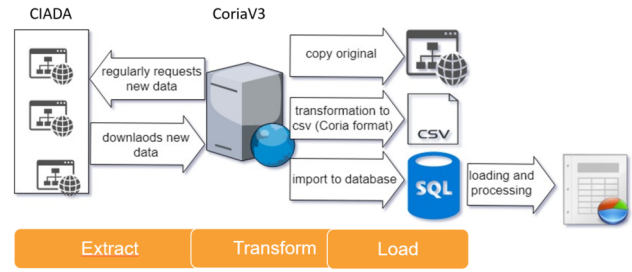 CIADA
CoriaV3
regularly requests
new data
downlaods new
data
copy original
transformation to
csv (Coria format)
CSV
import to database
SQL
loading and
processing
Extract
Transform
Load